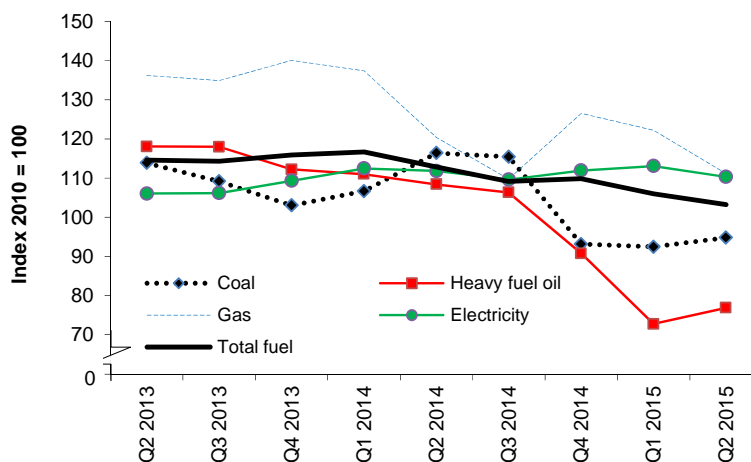 150
140
130
120
110
100
90
80
70
0
Index 2010 = 100
Coal
Heavy fuel oil
Gas
Electricity
Total fuel
Q2 2013
Q3 2013
Q4 2013
Q1 2014
Q2 2014
Q3 2014
Q4 2014
Q1 2015
Q2 2015